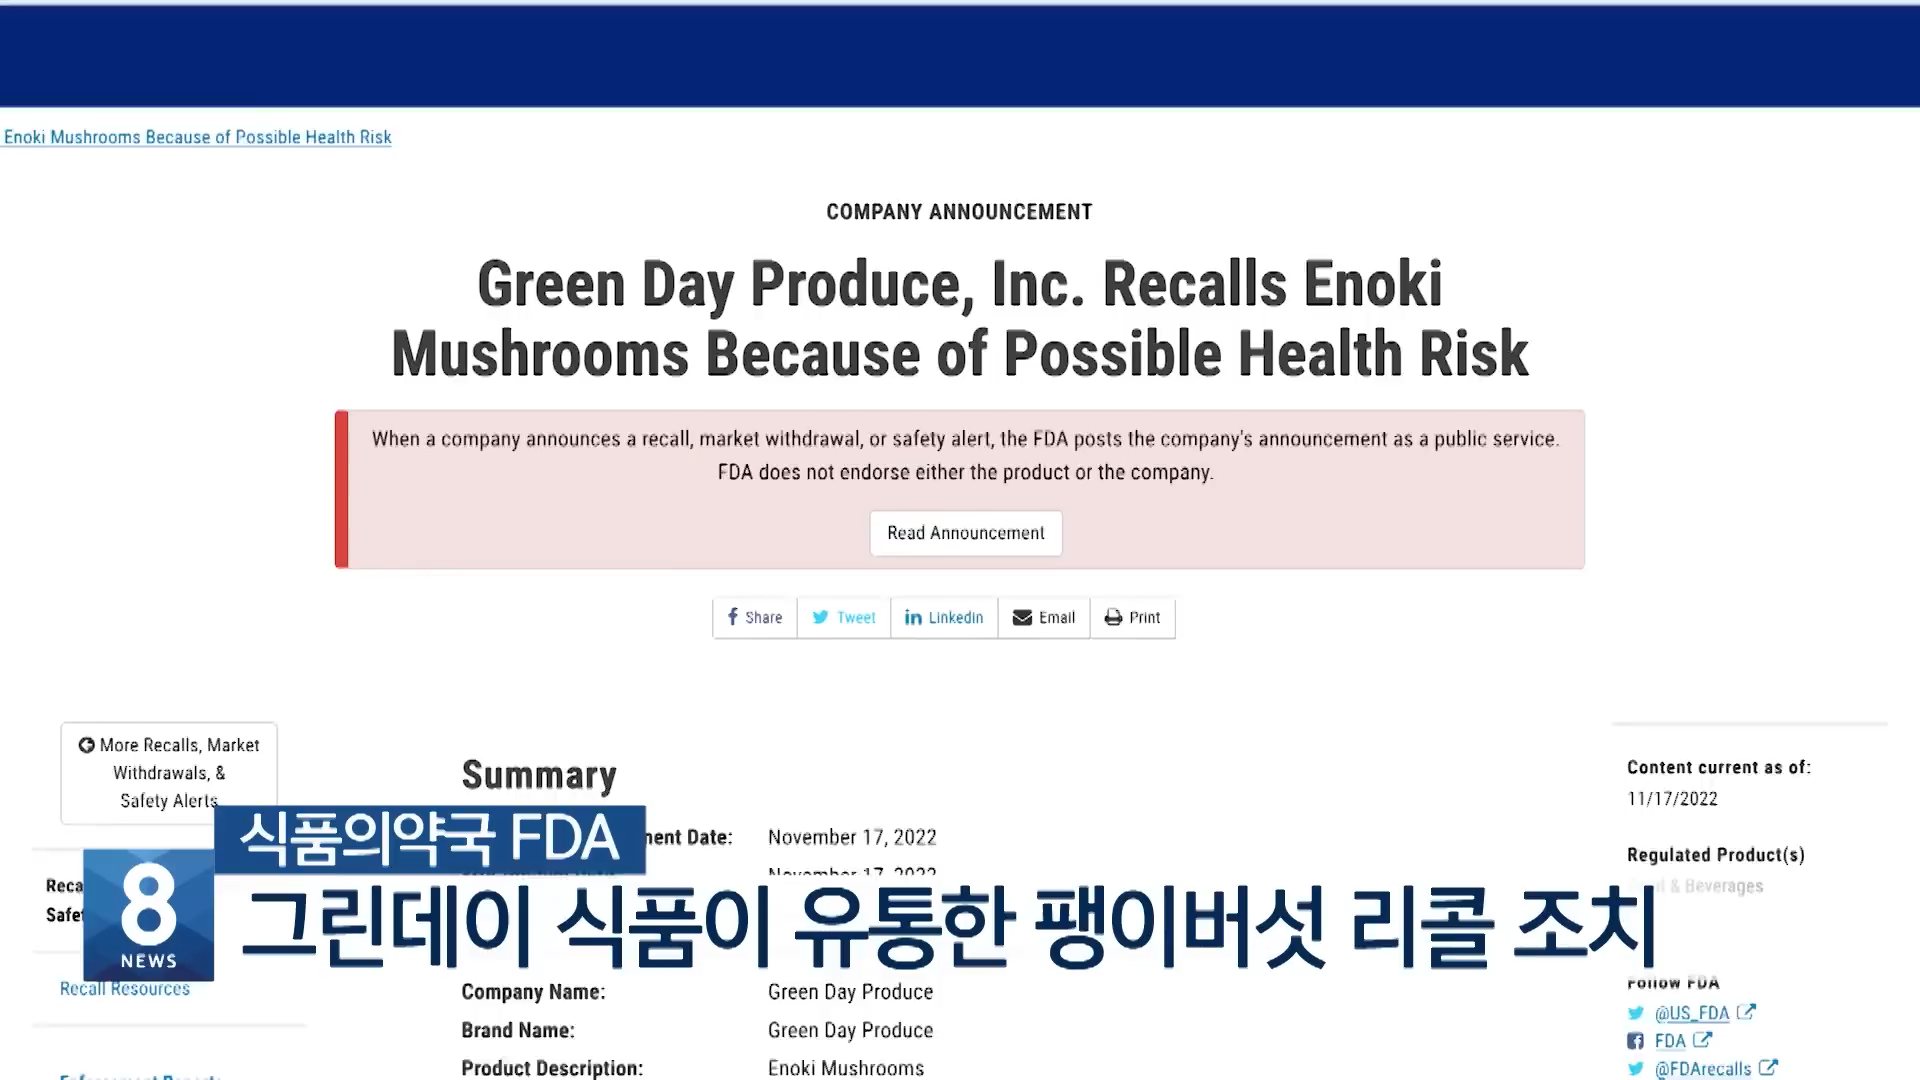 Enoki Mushrooms Because of Possible Health Risk
COMPANY ANNOUNCEMENT
Green Day Produce, Inc. Recalls Enoki
Mushrooms Because of Possible Health Risk
When a company announces a recall, market withdrawal, or safety alert, the FDA posts the company's announcement as a public service.
FDA does not endorse either the product or the company.
Read Announcement
Share
Tweet
Linkedin
Email
Print
More Recalls, Market
Withdrawals, &
Safety Alerts
Recall Resources
Summary
Date:
November 17, 2022
November 17, 2022
Company Name:
Green Day Produce
Brand Name:
Green Day Produce
Product Description:
Enoki Mushrooms
Content current as of:
11/17/2022
Regulated Product(s)
& Beverages
Follow FDA
@US_FDA
FDA
@FDArecalls
식품의약국 FDA
8
NEWS
그린데이 식품이 유통한 팽이버섯 리콜 조치